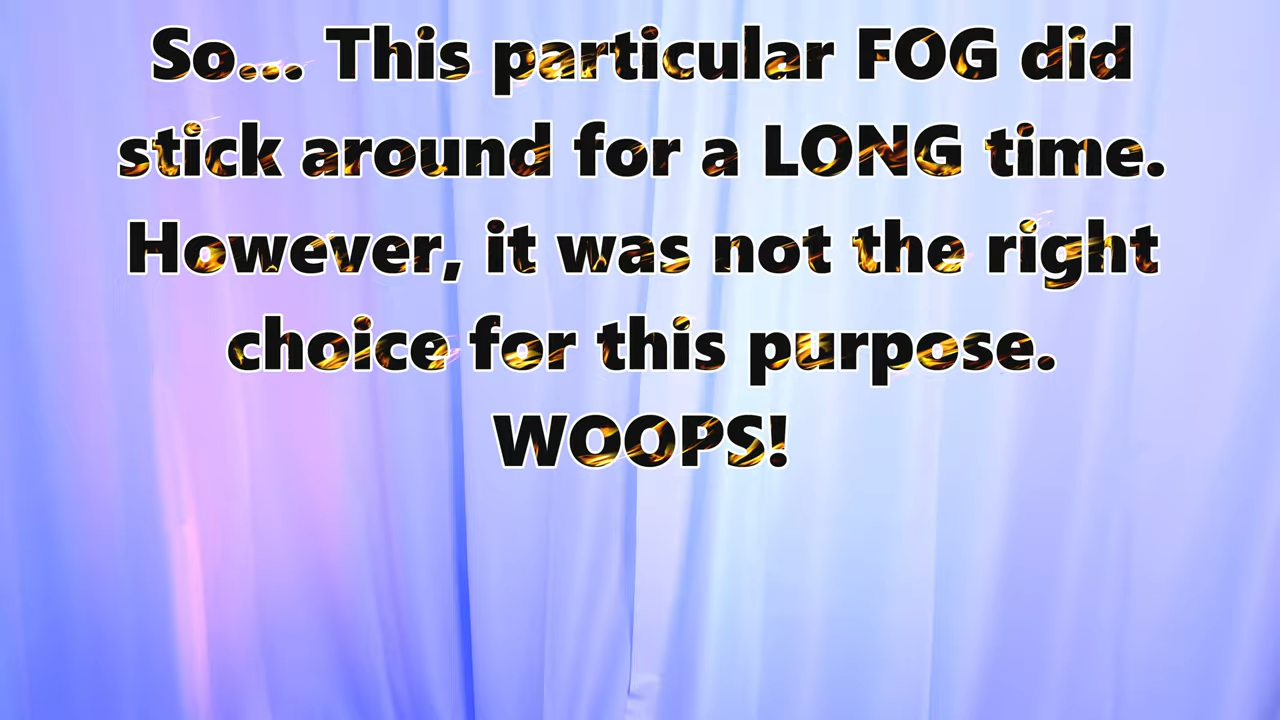 So... This particular FOG did
stick around for a LONG time.
However, it was not the right
choice for this purpose.
WOOPS!